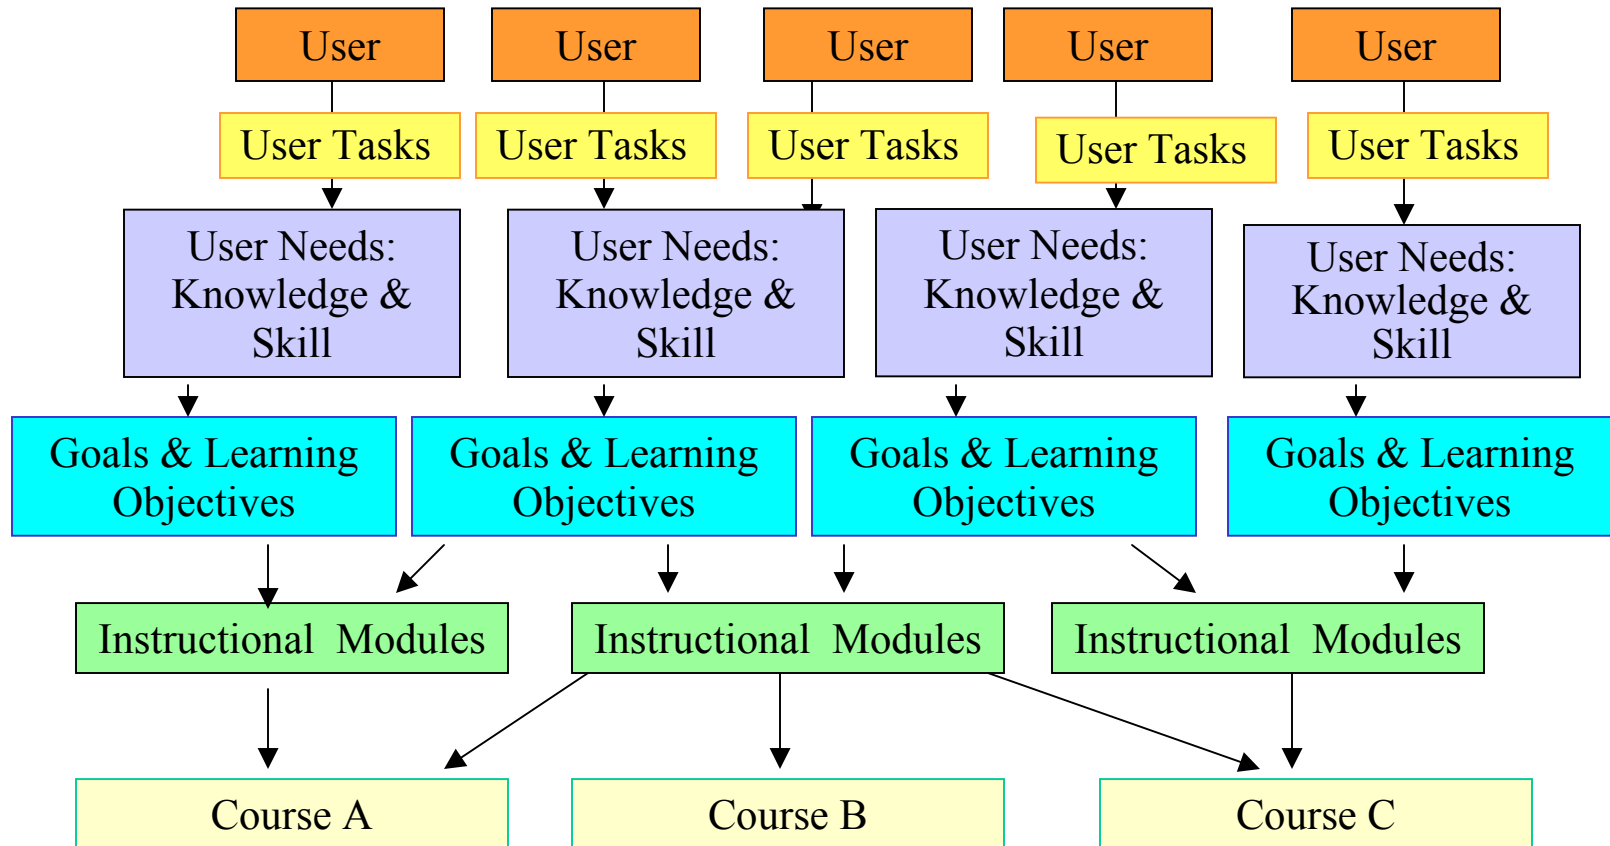 User
User
User
User
User
User Tasks
User Tasks
User Tasks
User Tasks
User Tasks
User Needs:
Knowledge &
Skill
User Needs:
Knowledge &
Skill
User Needs:
Knowledge &
Skill
User Needs:
Knowledge &
Skill
Goals & Learning
Objectives
Goals & Learning
Objectives
Goals & Learning
Objectives
Goals & Learning
Objectives
Instructional  Modules
Instructional  Modules
Instructional  Modules
Course A
Course B
Course C